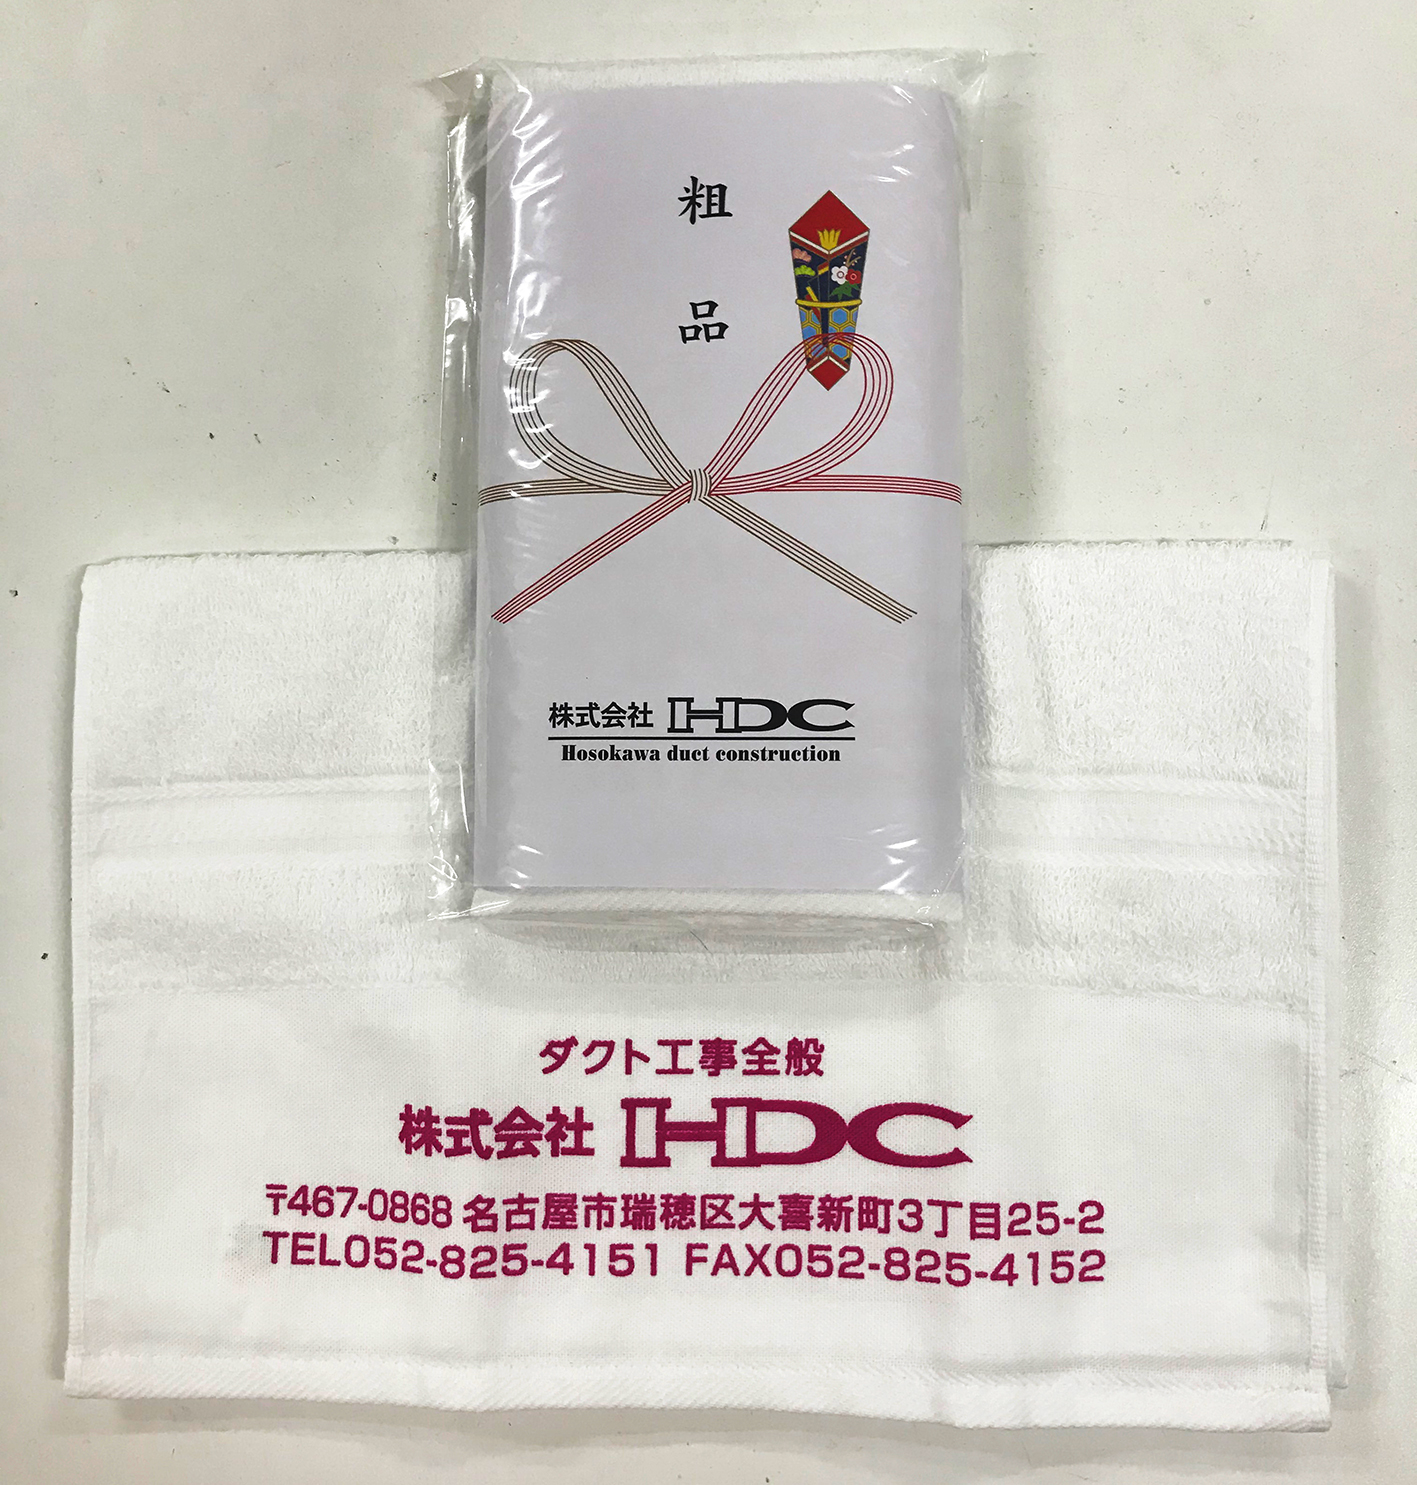 粗品
株式会社 HDC
Hosokawa duct construction
ダクト工事全般
株式会社 HDC
〒467-0868 名古屋市瑞穂区大喜新町3丁目25-2
TEL052-825-4151 FAX052-825-4152